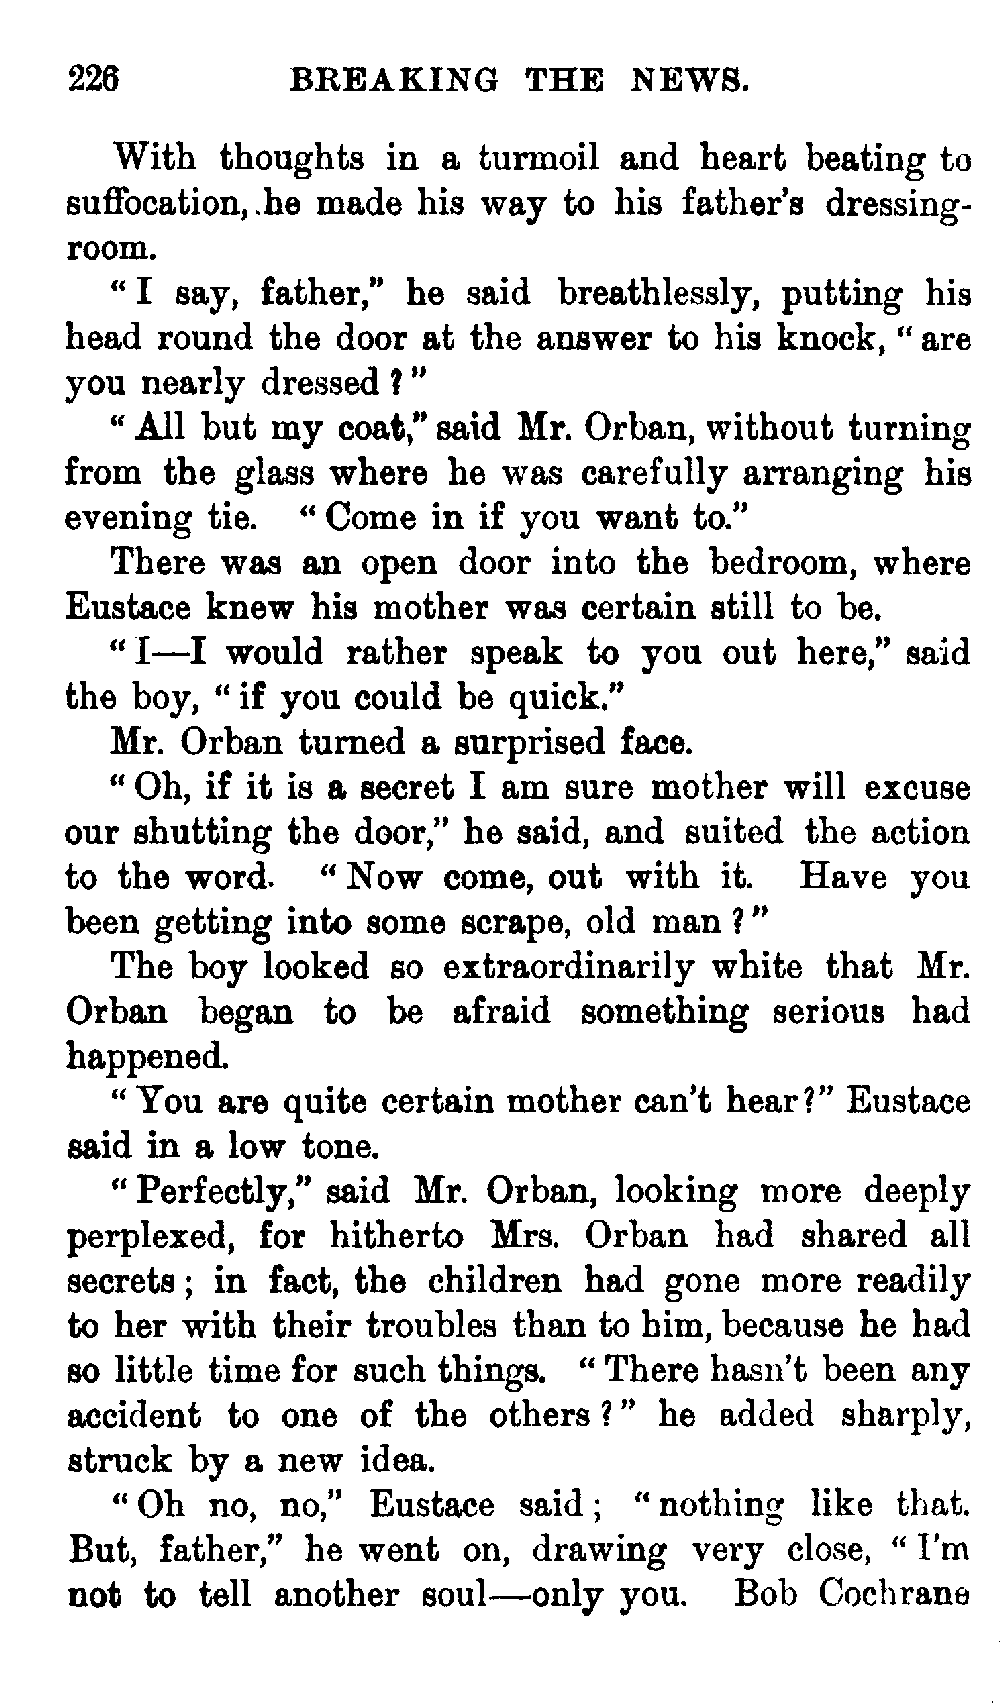 226 BREAKING THE NEWS.
With thoughts in a turmoil and heart beating to
suffocation, .he made his way to his father's dressing-
room.
"I say, father," he said breathlessly, putting his
head round the door at the answer to his knock, "are
you nearly dressed?"
"All but my coat," said Mr. Orban, without turning
from the glass where he was carefully arranging his
evening tie. "Come in if you want to."
There was an open door into the bedroom, where
Eustace knew his mother was certain still to be.
"I—I would rather speak to you out here," said
the boy, "if you could be quick."
Mr. Orban turned a surprised face.
"Oh, if it is a secret I am sure mother will excuse
our shutting the door," he said, and suited the action
to the word. "Now come, out with it. Have you
been getting into some scrape, old man?"
The boy looked so extraordinarily white that Mr.
Orban began to be afraid something serious had
happened.
"You are quite certain mother can't hear?" Eustace
said in a low tone.
"Perfectly," said Mr. Orban, looking more deeply
perplexed, for hitherto Mrs. Orban had shared all
secrets; in fact, the children had gone more readily
to her with their troubles than to him, because he had
so little time for such things. "There hasn't been any
accident to one of the others?" he added sharply,
struck by a new idea.
"Oh no, no," Eustace said; "nothing like that.
But, father," he went on, drawing very close, "I'm
not to tell another soul—only you. Bob Cochrane